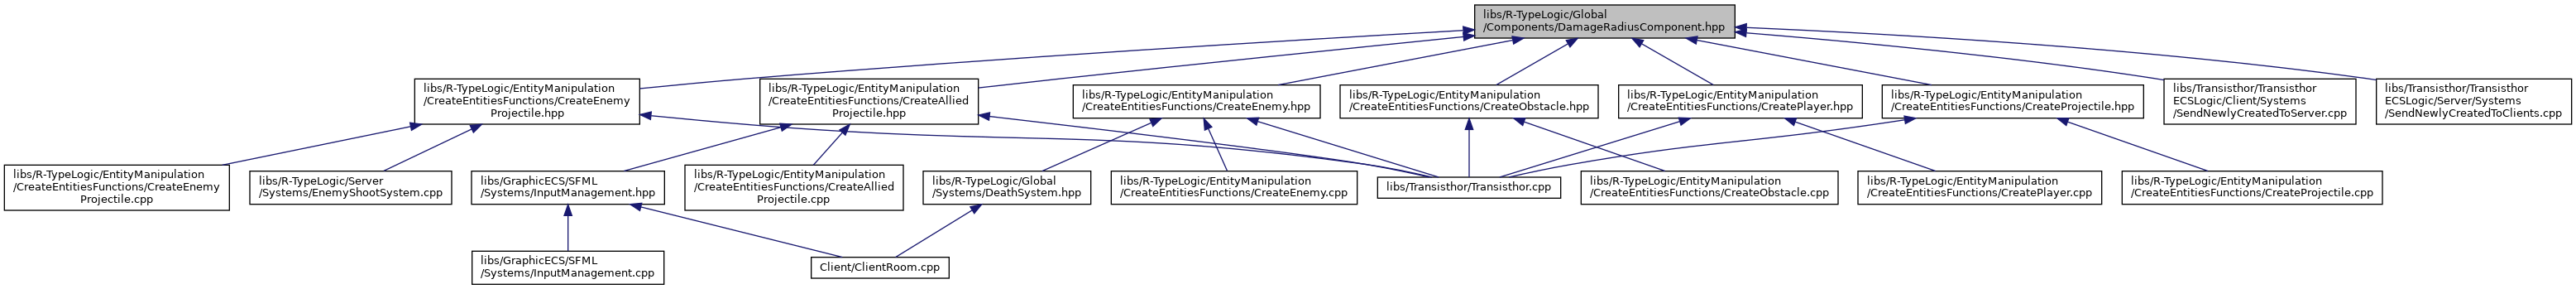 libs/R-TypeLogic/Global
/Components/DamageRadiusComponent.hpp
libs/R-TypeLogic/EntityManipulation
/CreateEntitiesFunctions/CreateEnemy
Projectile.hpp
libs/R-TypeLogic/EntityManipulation
/CreateEntitiesFunctions/CreateAllied
Projectile.hpp
libs/R-TypeLogic/EntityManipulation
/CreateEntitiesFunctions/CreateEnemy.hpp
libs/R-TypeLogic/EntityManipulation
/CreateEntitiesFunctions/CreateObstacle.hpp
libs/R-TypeLogic/EntityManipulation
/CreateEntitiesFunctions/CreatePlayer.hpp
libs/R-TypeLogic/EntityManipulation
/CreateEntitiesFunctions/CreateProjectile.hpp
libs/Transisthor/Transisthor
ECSLogic/Client/Systems
/SendNewlyCreatedToServer.cpp
libs/Transisthor/Transisthor
ECSLogic/Server/Systems
/SendNewlyCreatedToClients.cpp
libs/R-TypeLogic/EntityManipulation
/CreateEntitiesFunctions/CreateEnemy
Projectile.cpp
libs/R-TypeLogic/Server
/Systems/EnemyShootSystem.cpp
libs/GraphicECS/SFML
/Systems/InputManagement.hpp
libs/R-TypeLogic/EntityManipulation
/CreateEntitiesFunctions/CreateAllied
Projectile.cpp
libs/R-TypeLogic/Global
/Systems/DeathSystem.hpp
libs/R-TypeLogic/EntityManipulation
/CreateEntitiesFunctions/CreateEnemy.cpp
libs/Transisthor/Transisthor.cpp
libs/R-TypeLogic/EntityManipulation
/CreateEntitiesFunctions/CreateObstacle.cpp
libs/R-TypeLogic/EntityManipulation
/CreateEntitiesFunctions/CreatePlayer.cpp
libs/R-TypeLogic/EntityManipulation
/CreateEntitiesFunctions/CreateProjectile.cpp
libs/GraphicECS/SFML
/Systems/InputManagement.cpp
Client/ClientRoom.cpp